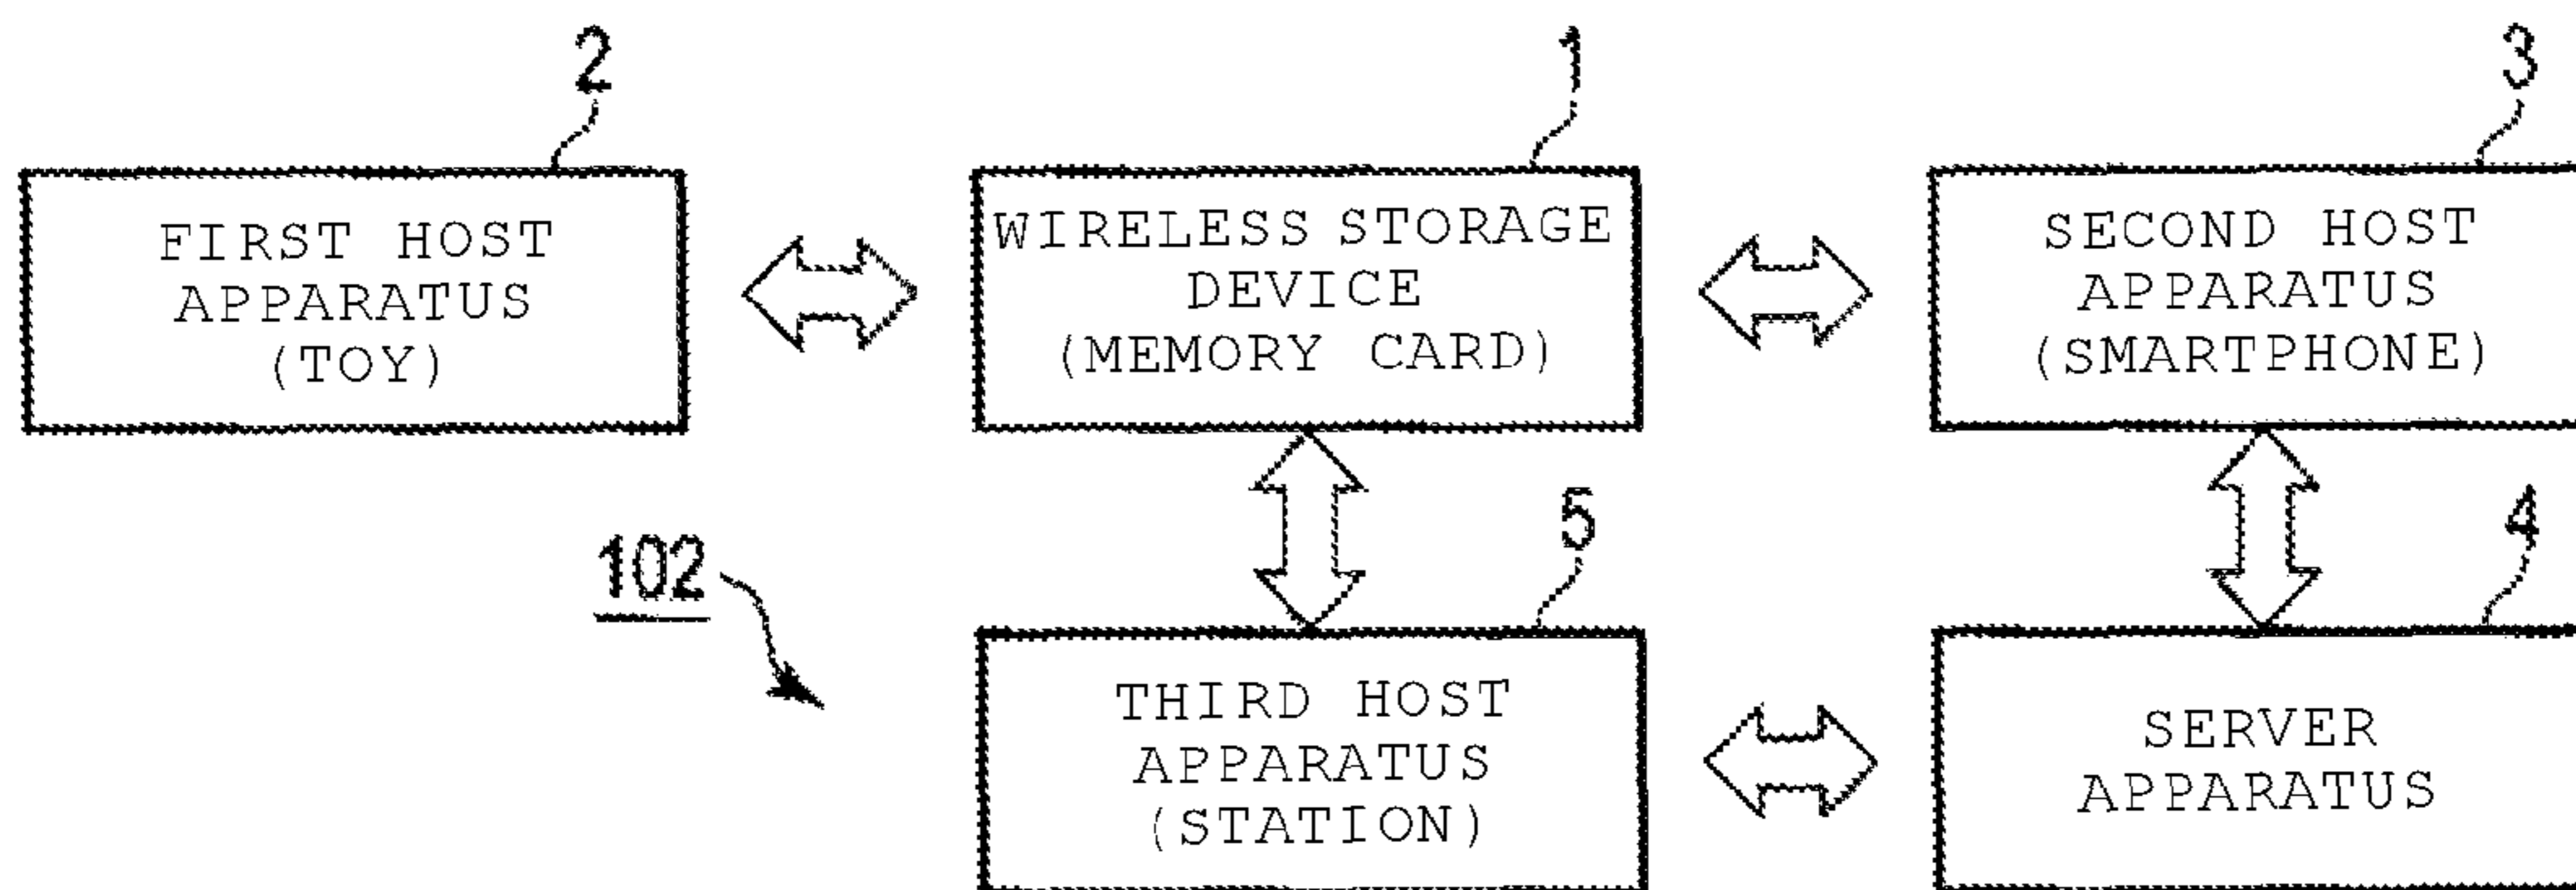 2
1
3
FIRST HOST
APPARATUS
(TOY)
WIRELESS STORAGE
DEVICE
(MEMORY CARD)
SECOND HOST
APPARATUS
(SMARTPHONE)
102
5
4
THIRD HOST
APPARATUS
(STATION)
SERVER
APPARATUS